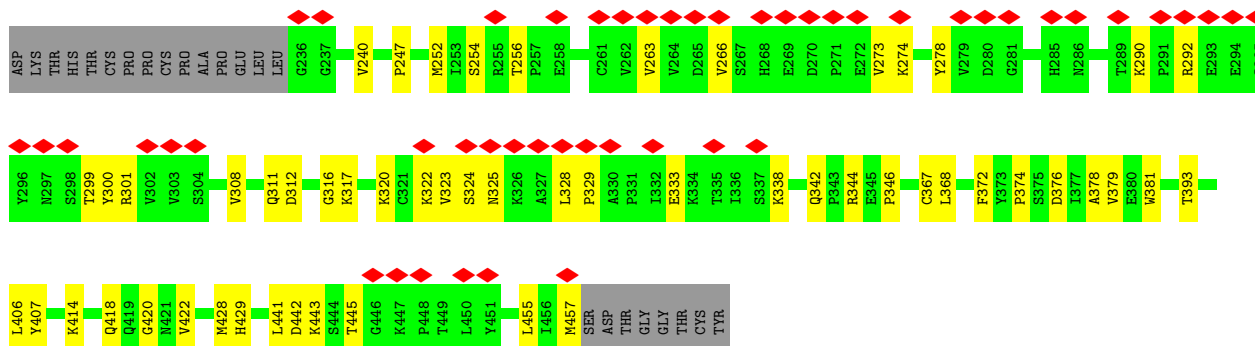 ASP LYS THR HIS THR CYS PRO PRO CYS PRO ALA PRO GLU LEU LEU G236 G237 V240 P247 M252 I253 S254 R255 T256 P257 E258 C261 V262 V263 V264 D265 V266 S267 H268 E269 D270 P271 E272 V273 K274 Y278 V279 D280 G281 H285 N286 T289 K290 P291 R292 E293 E294
Y296 N297 S298 T299 Y300 R301 V302 V303 S304 V308 Q311 D312 G316 K317 K320 C321 K322 V323 S324 N325 K326 A327 L328 P329 A330 P331 I332 E333 K334 T335 I336 S337 K338 Q342 P343 R344 E345 P346 C367 L368 F372 Y373 P374 S375 D376 I377 A378 V379 E380 W381 T393
L406 Y407 K414 Q418 Q419 G420 N421 V422 M428 H429 L441 D442 K443 S444 T445 G446 K447 P448 T449 L450 Y451 L455 I456 M457 SER ASP THR GLY GLY THR CYS TYR